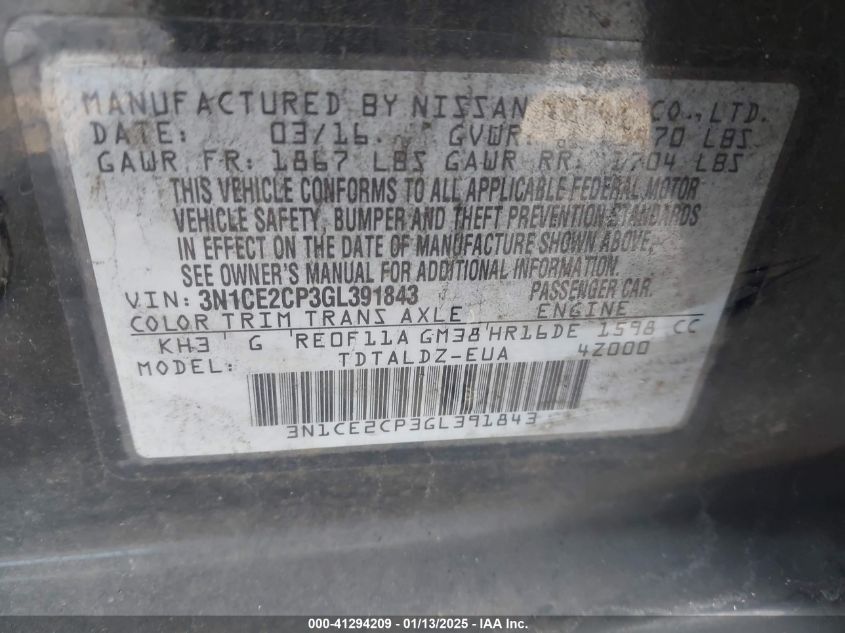 MANUFACTURED BY NISSAN MOTOR CO., LTD.
DATE: 03/16 GVWR: 70 LBS
GAWR FR: 1867 LBS GAWR RR: 1704 LBS
THIS VEHICLE CONFORMS TO ALL APPLICABLE FEDERAL MOTOR
VEHICLE SAFETY, BUMPER AND THEFT PREVENTION STANDARDS
IN EFFECT ON THE DATE OF MANUFACTURE SHOWN ABOVE.
SEE OWNER'S MANUAL FOR ADDITIONAL INFORMATION.
VIN: 3N1CE2CP3GL391843 PASSENGER CAR.
COLOR TRIM TRANS AXLE ENGINE
KH3 G RE0F11A GM38 HR16DE 1598 CC
MODEL: TDTALDZ-EUA 4Z000
3N1CE2CP3GL391843
000-41294209 - 01/13/2025 - IAA Inc.